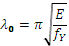 λ₀ = π√(E/f_Y)